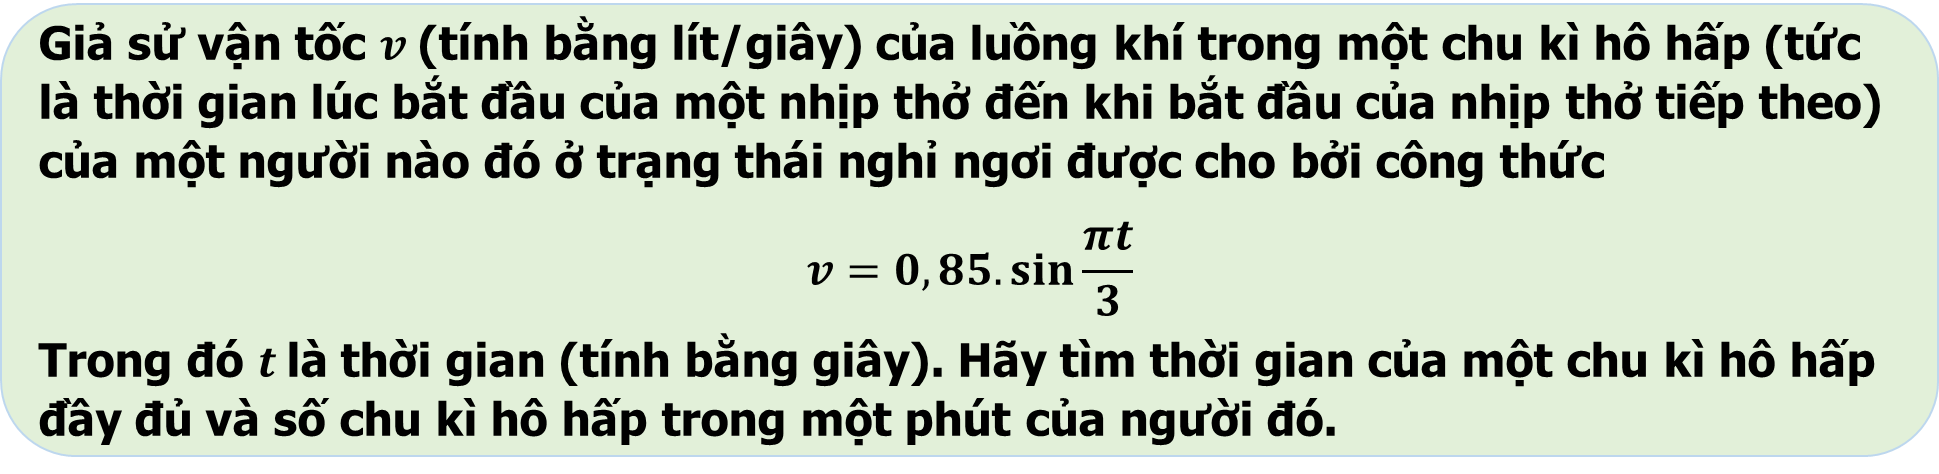 Giả sử vận tốc v (tính bằng lít/giây) của luồng khí trong một chu kì hô hấp (tức
là thời gian lúc bắt đầu của một nhịp thở đến khi bắt đầu của nhịp thở tiếp theo)
của một người nào đó ở trạng thái nghỉ ngơi được cho bởi công thức
v = 0,85.sin πt/3
Trong đó t là thời gian (tính bằng giây). Hãy tìm thời gian của một chu kì hô hấp
đầy đủ và số chu kì hô hấp trong một phút của người đó.